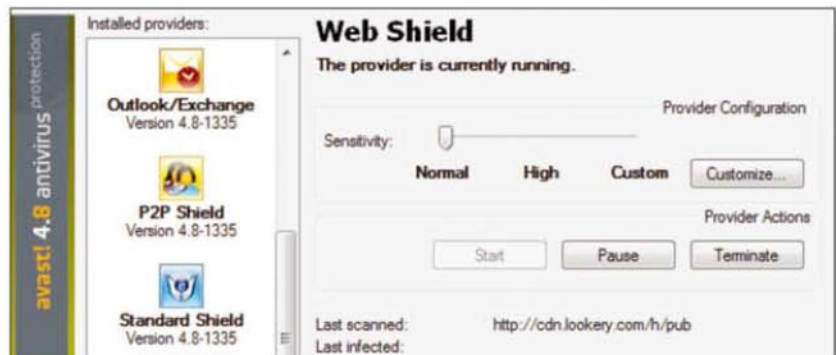 avast! 4.8 antivirus protection
Installed providers:
Outlook/Exchange
Version 4.8-1335
P2P Shield
Version 4.8-1335
Standard Shield
Version 4.8-1335
Web Shield
The provider is currently running.
Provider Configuration
Sensitivity:
Normal High Custom Customize...
Provider Actions
Start Pause Terminate
Last scanned: http://cdn.lookery.com/h/pub
Last infected: